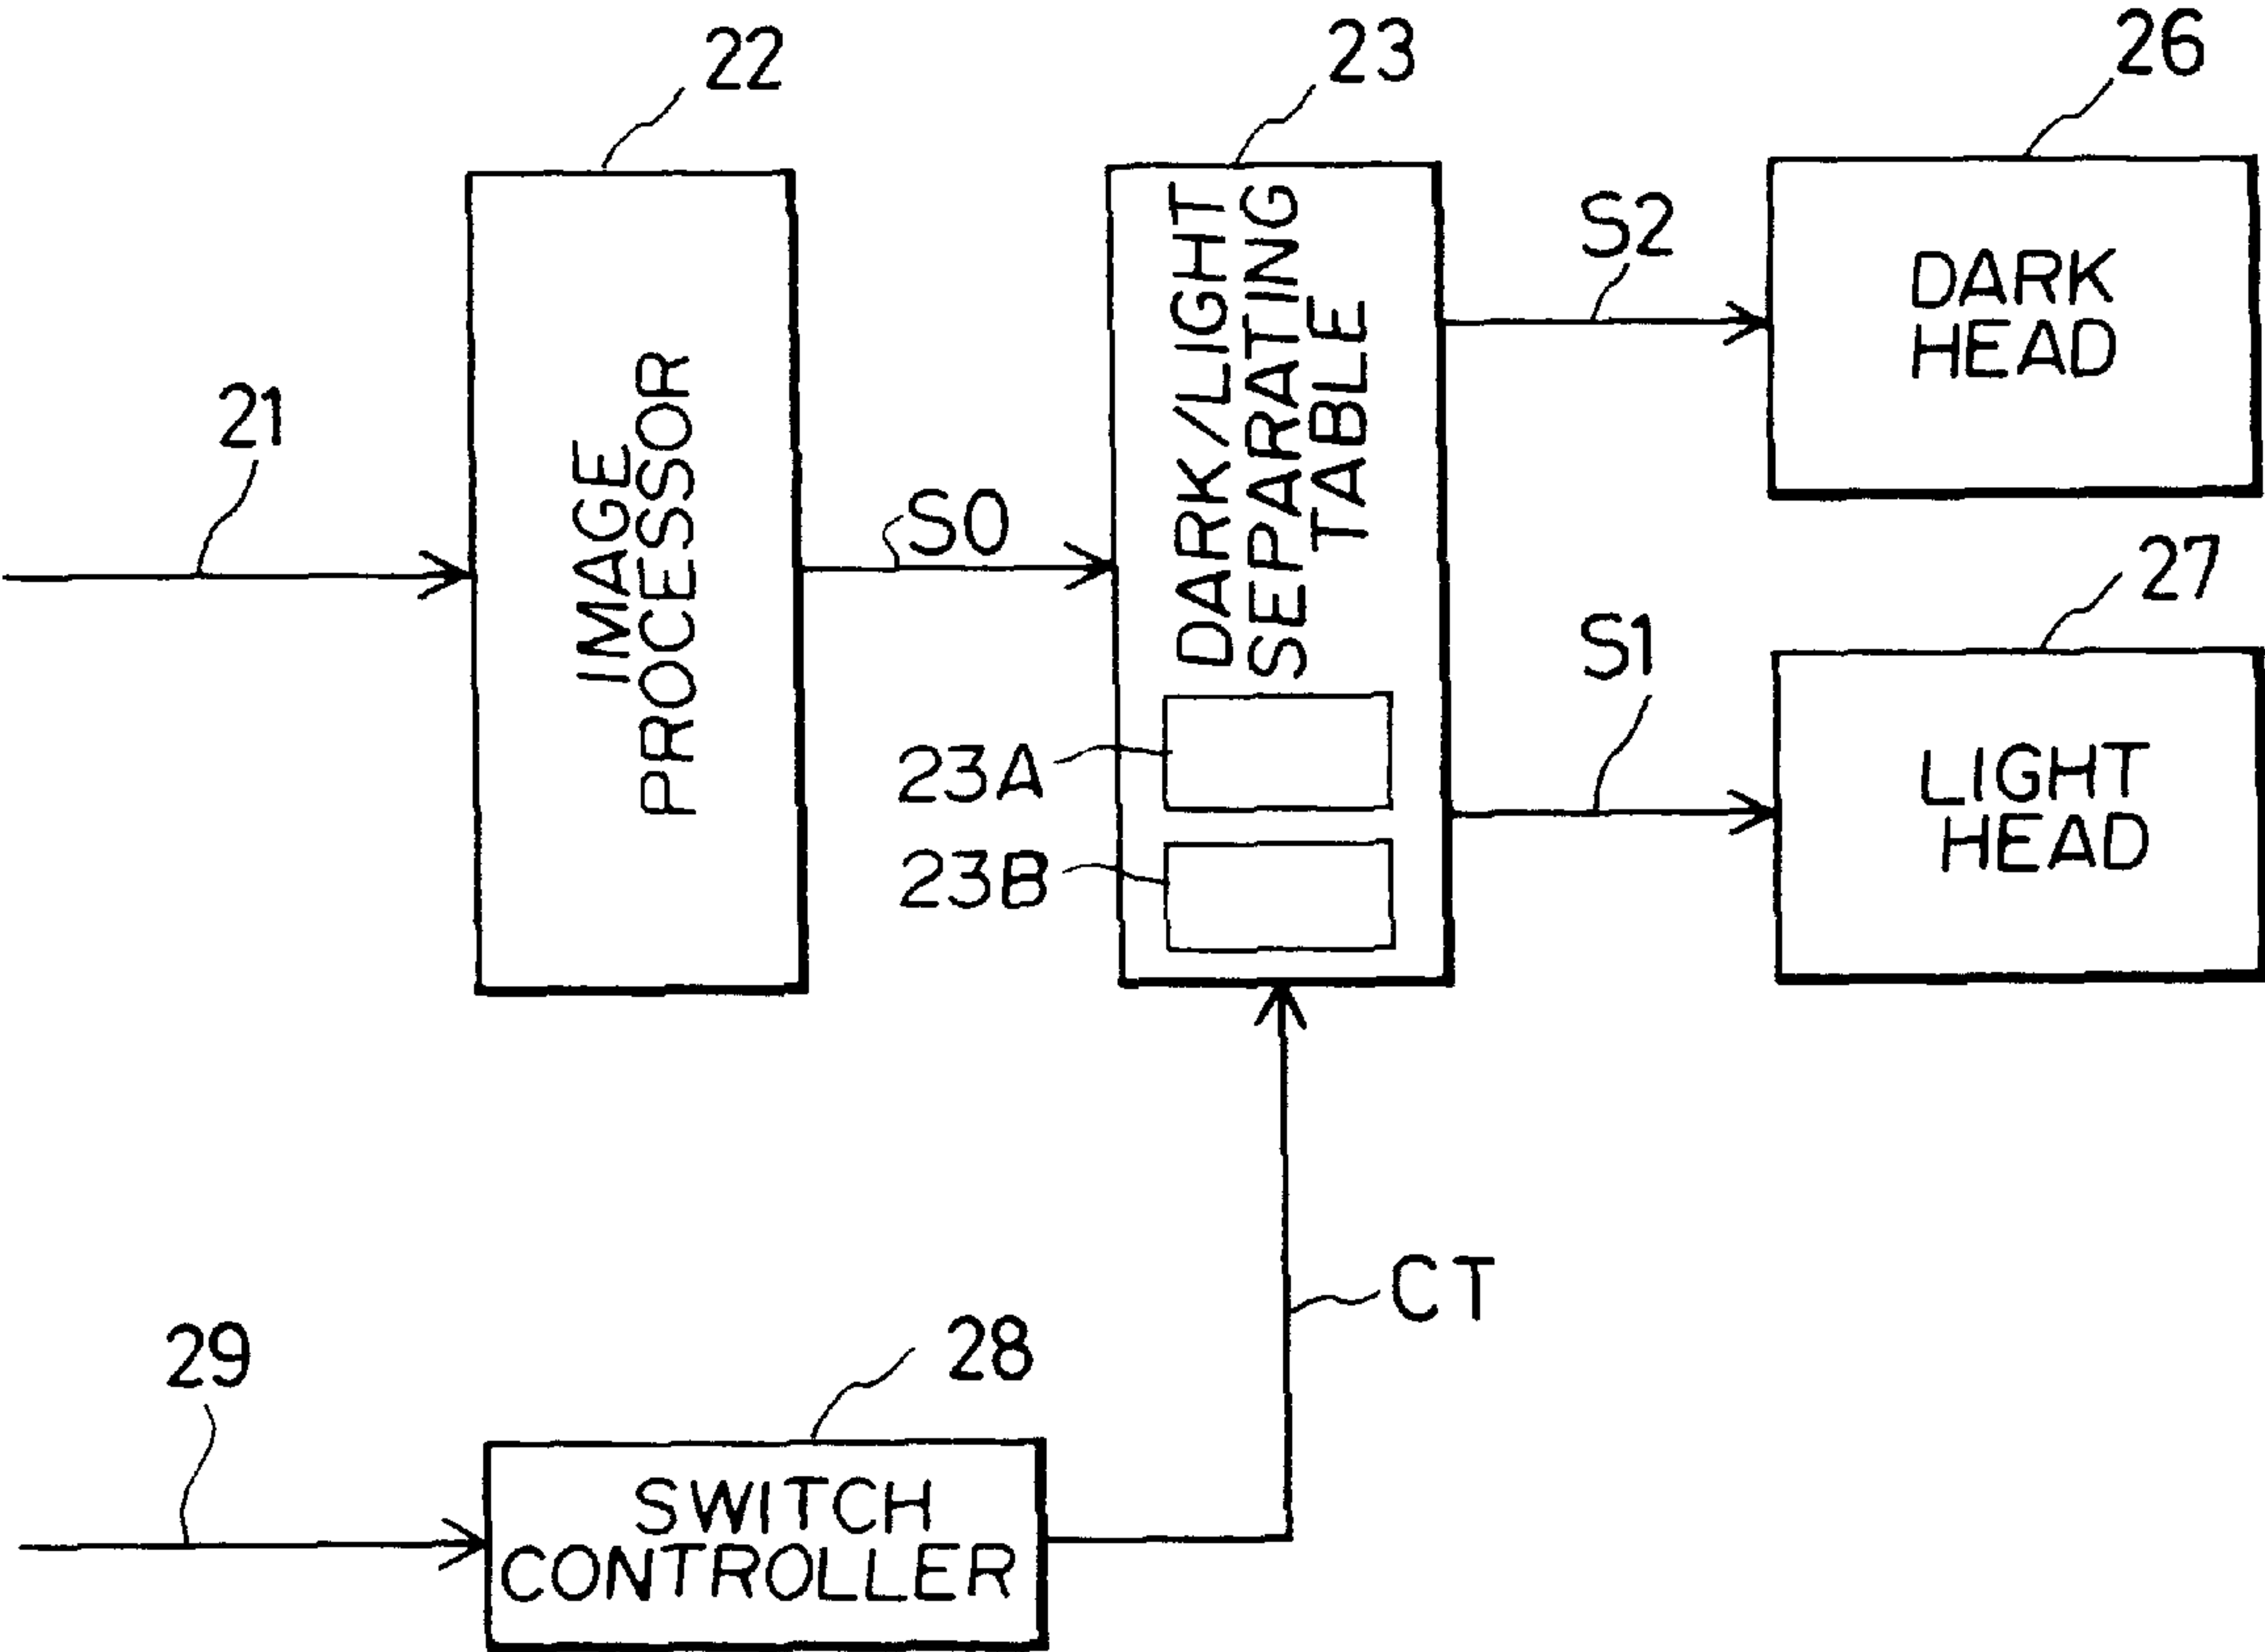 22
23
26
21
IMAGE
PROCESSOR
S0
DARK/LIGHT
SEPARATING
TABLE
S2
DARK
HEAD
27
S1
LIGHT
HEAD
23A
23B
CT
29
28
SWITCH
CONTROLLER